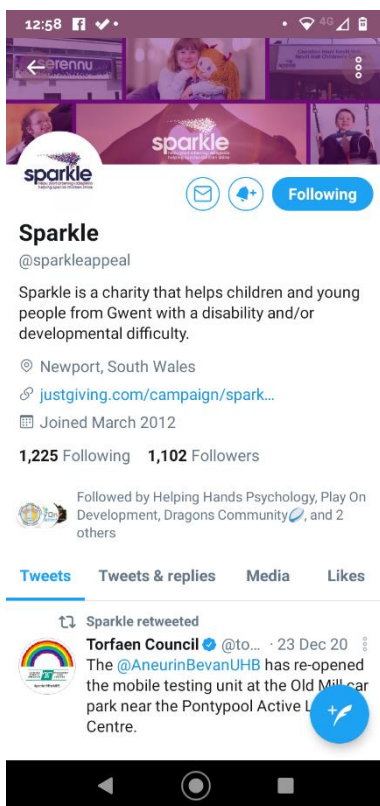 12:58
4G
serennu
sparkle
sparkle
Following
Sparkle
@sparkleappeal
Sparkle is a charity that helps children and young
people from Gwent with a disability and/or
developmental difficulty.
Newport, South Wales
justgiving.com/campaign/spark...
Joined March 2012
1,225 Following 1,102 Followers
Followed by Helping Hands Psychology, Play On
Development, Dragons Community🏉, and 2
others
Tweets Tweets & replies Media Likes
Sparkle retweeted
Torfaen Council @to... · 23 Dec 20
The @AneurinBevanUHB has re-opened
the mobile testing unit at the Old Mill car
park near the Pontypool Active L
Centre.